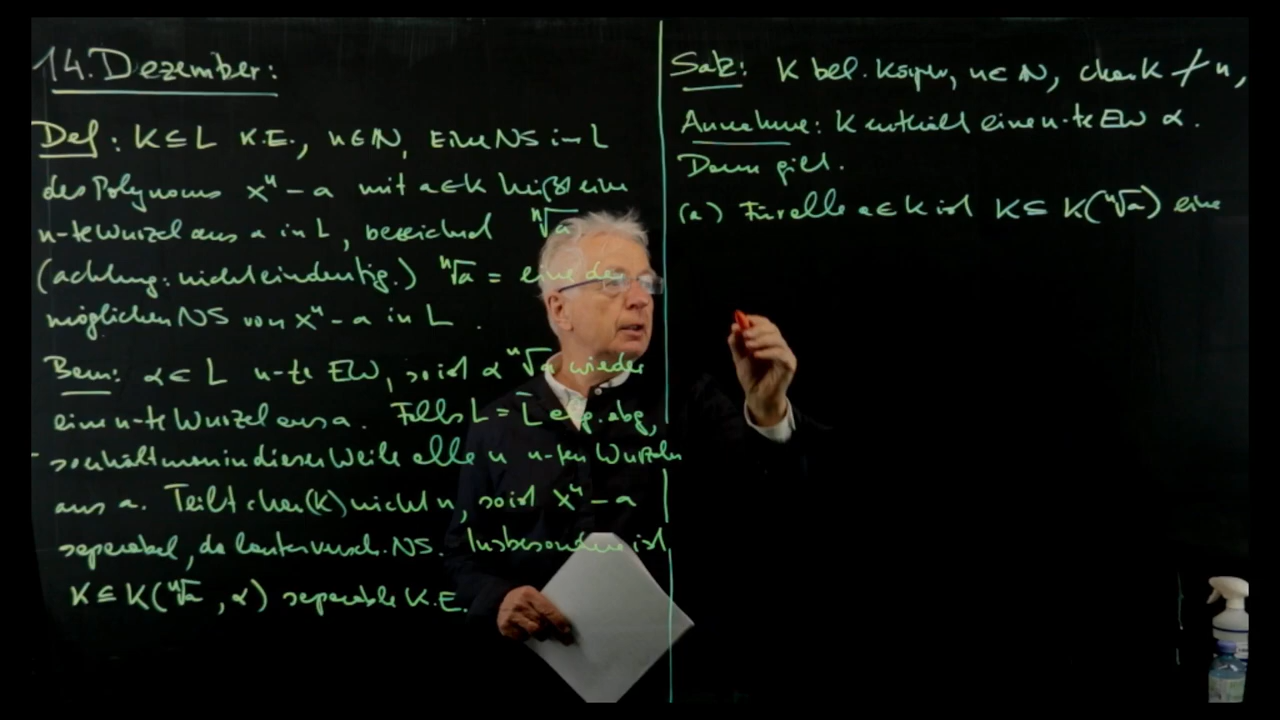 14. Dezember:
Def: K ⊆ L K.E., n ∈ ℕ, Eine NS in L
des Polynoms xⁿ - a mit a ∈ K heißt eine
n-te Wurzel aus a in L, bezeichnet ⁿ√a
(achtung: nicht eindeutig.) ⁿ√a = eine der
möglichen NS von xⁿ - a in L.
Bem: α ∈ L n-te EW, so ist α ⁿ√a wieder
eine n-te Wurzel aus a. Falls L = L̄ alg. abg,
so erhält man in dieser Weise alle n n-ten Wurzeln
aus a. Teilt char(K) nicht n, so ist xⁿ - a
separabel, da lauter versch. NS. Insbesondere ist
K ⊆ K(ⁿ√a, α) separable K.E.
Satz: K bel. Körper, n ∈ ℕ, char K ∤ n,
Annahme: K enthält eine n-te EW α.
Dann gilt.
(a) Für alle a ∈ K ist K ⊆ K(ⁿ√a) eine